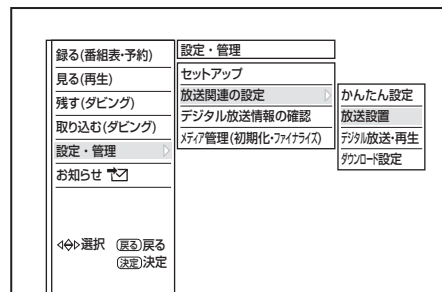 録る(番組表・予約)
見る(再生)
残す(ダビング)
取り込む(ダビング)
設定・管理
お知らせ
選択 戻る戻る
決定決定
設定・管理
セットアップ
放送関連の設定
デジタル放送情報の確認
メディア管理(初期化・ファイナライズ)
かんたん設定
放送設置
デジタル放送・再生
ダウンロード設定